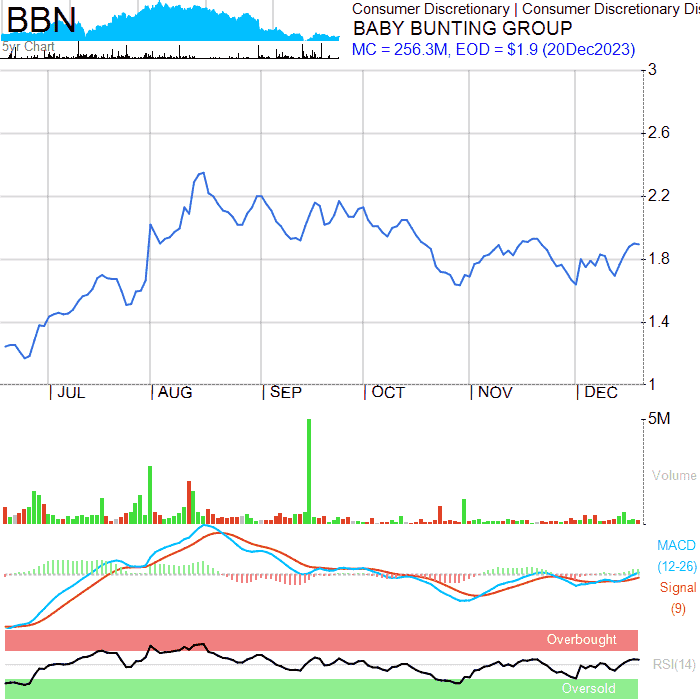 BBN
5yr Chart
Consumer Discretionary | Consumer Discretionary Dis
BABY BUNTING GROUP
MC = 256.3M, EOD = $1.9 (20Dec2023)
3
2.6
2.2
1.8
1.4
1
JUL AUG SEP OCT NOV DEC
5M
Volume
MACD
(12-26)
Signal
(9)
Overbought
RSI(14)
Oversold